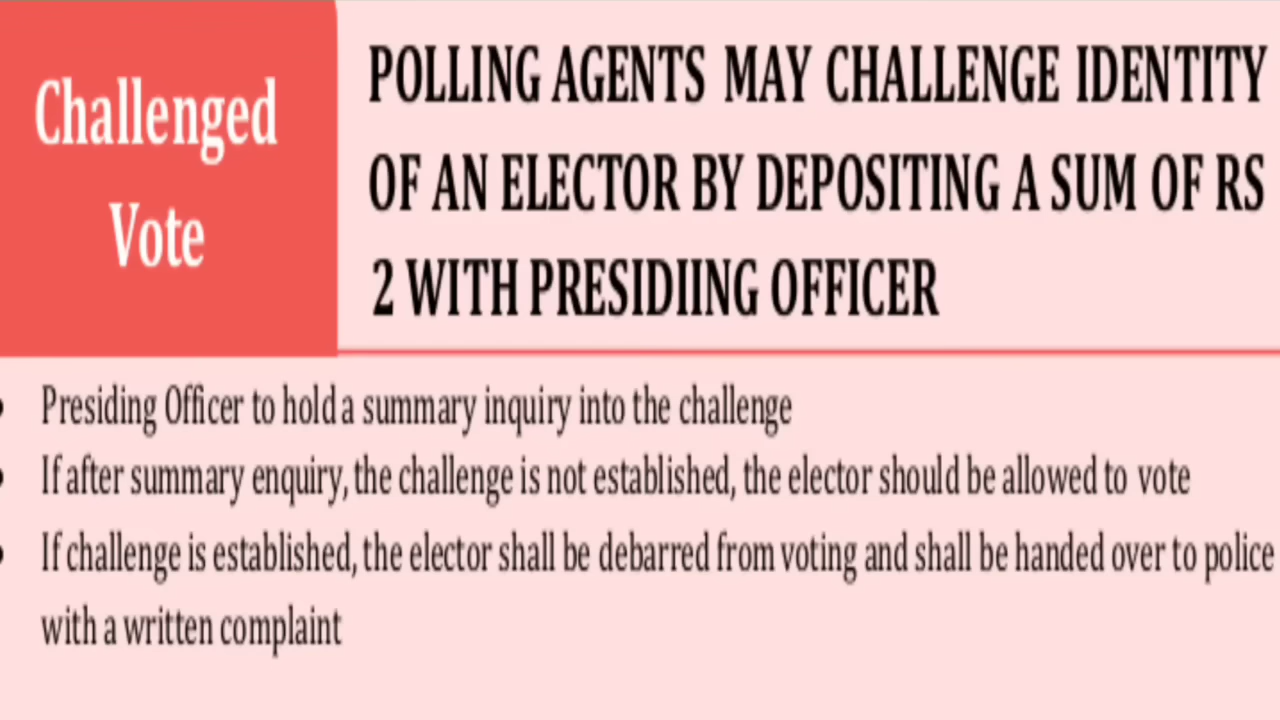 Challenged
Vote
POLLING AGENTS MAY CHALLENGE IDENTITY
OF AN ELECTOR BY DEPOSITING A SUM OF RS
2 WITH PRESIDIING OFFICER
• Presiding Officer to hold a summary inquiry into the challenge
• If after summary enquiry, the challenge is not established, the elector should be allowed to vote
• If challenge is established, the elector shall be debarred from voting and shall be handed over to police
with a written complaint